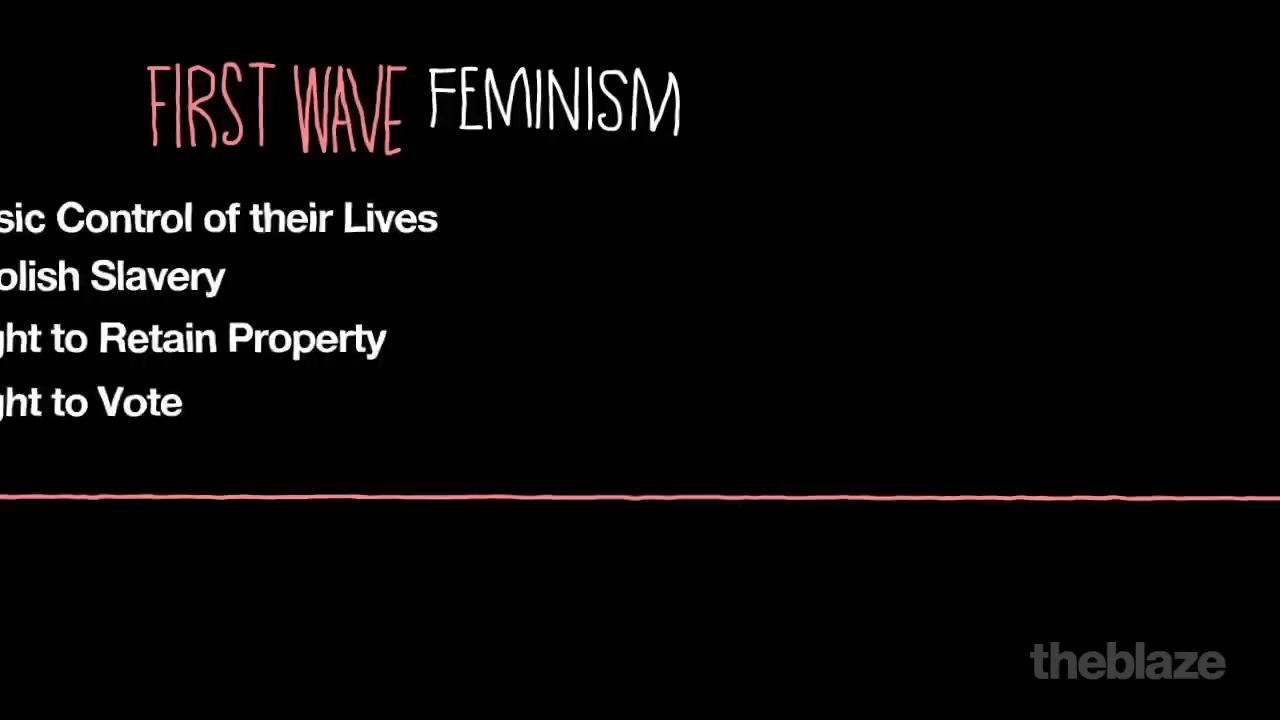 FIRST WAVE FEMINISM
sic Control of their Lives
olish Slavery
ght to Retain Property
ght to Vote
theblaze